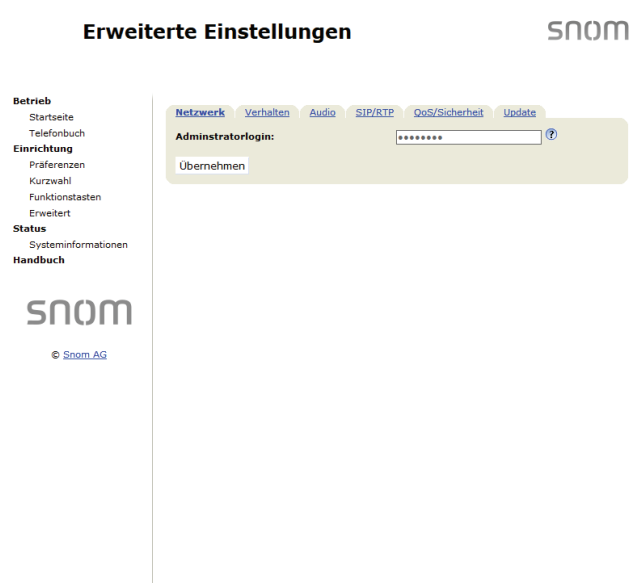 Erweiterte Einstellungen
snom
Betrieb
Startseite
Telefonbuch
Einrichtung
Präferenzen
Kurzwahl
Funktionstasten
Erweitert
Status
Systeminformationen
Handbuch
snom
© Snom AG
Netzwerk Verhalten Audio SIP/RTP QoS/Sicherheit Update
Adminstratorlogin: ●●●●●●●● ?
Übernehmen